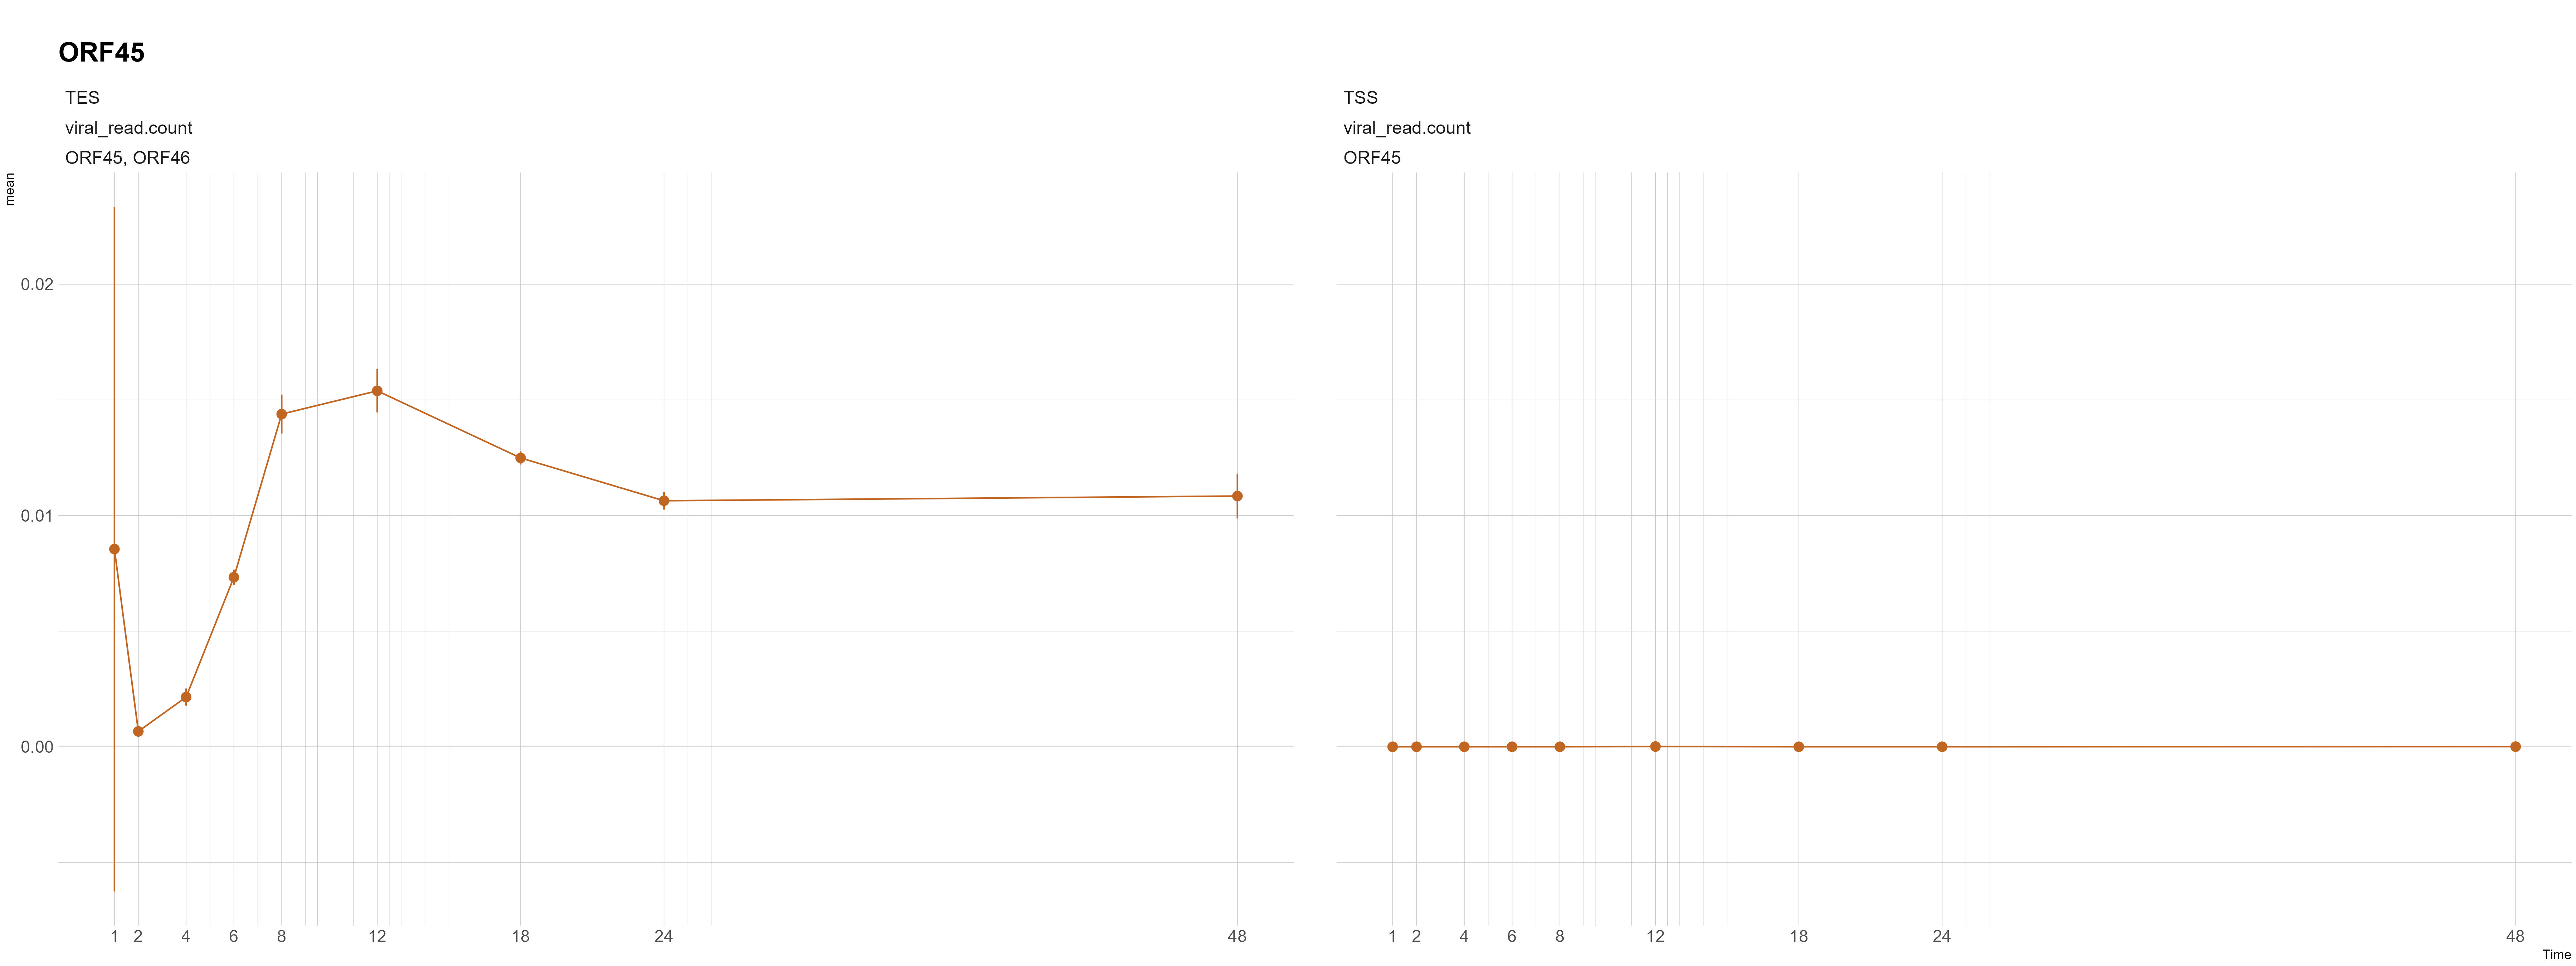 ORF45
TES
viral_read.count
ORF45, ORF46
TSS
viral_read.count
ORF45
mean
0.02
0.01
0.00
1 2 4 6 8 12 18 24 48
1 2 4 6 8 12 18 24 48
Time